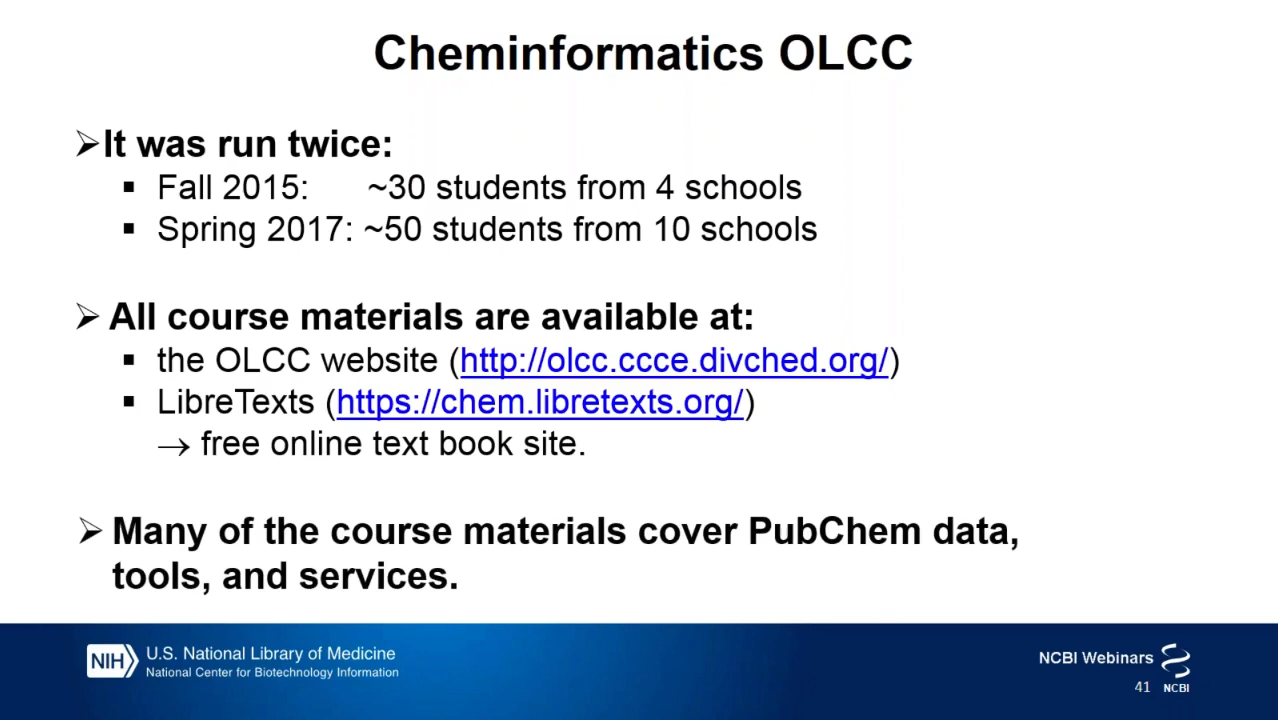 Cheminformatics OLCC
➢It was run twice:
▪ Fall 2015: ~30 students from 4 schools
▪ Spring 2017: ~50 students from 10 schools
➢ All course materials are available at:
▪ the OLCC website (http://olcc.ccce.divched.org/)
▪ LibreTexts (https://chem.libretexts.org/)
→ free online text book site.
➢ Many of the course materials cover PubChem data,
tools, and services.
NIH
U.S. National Library of Medicine
National Center for Biotechnology Information
NCBI Webinars
41
NCBI